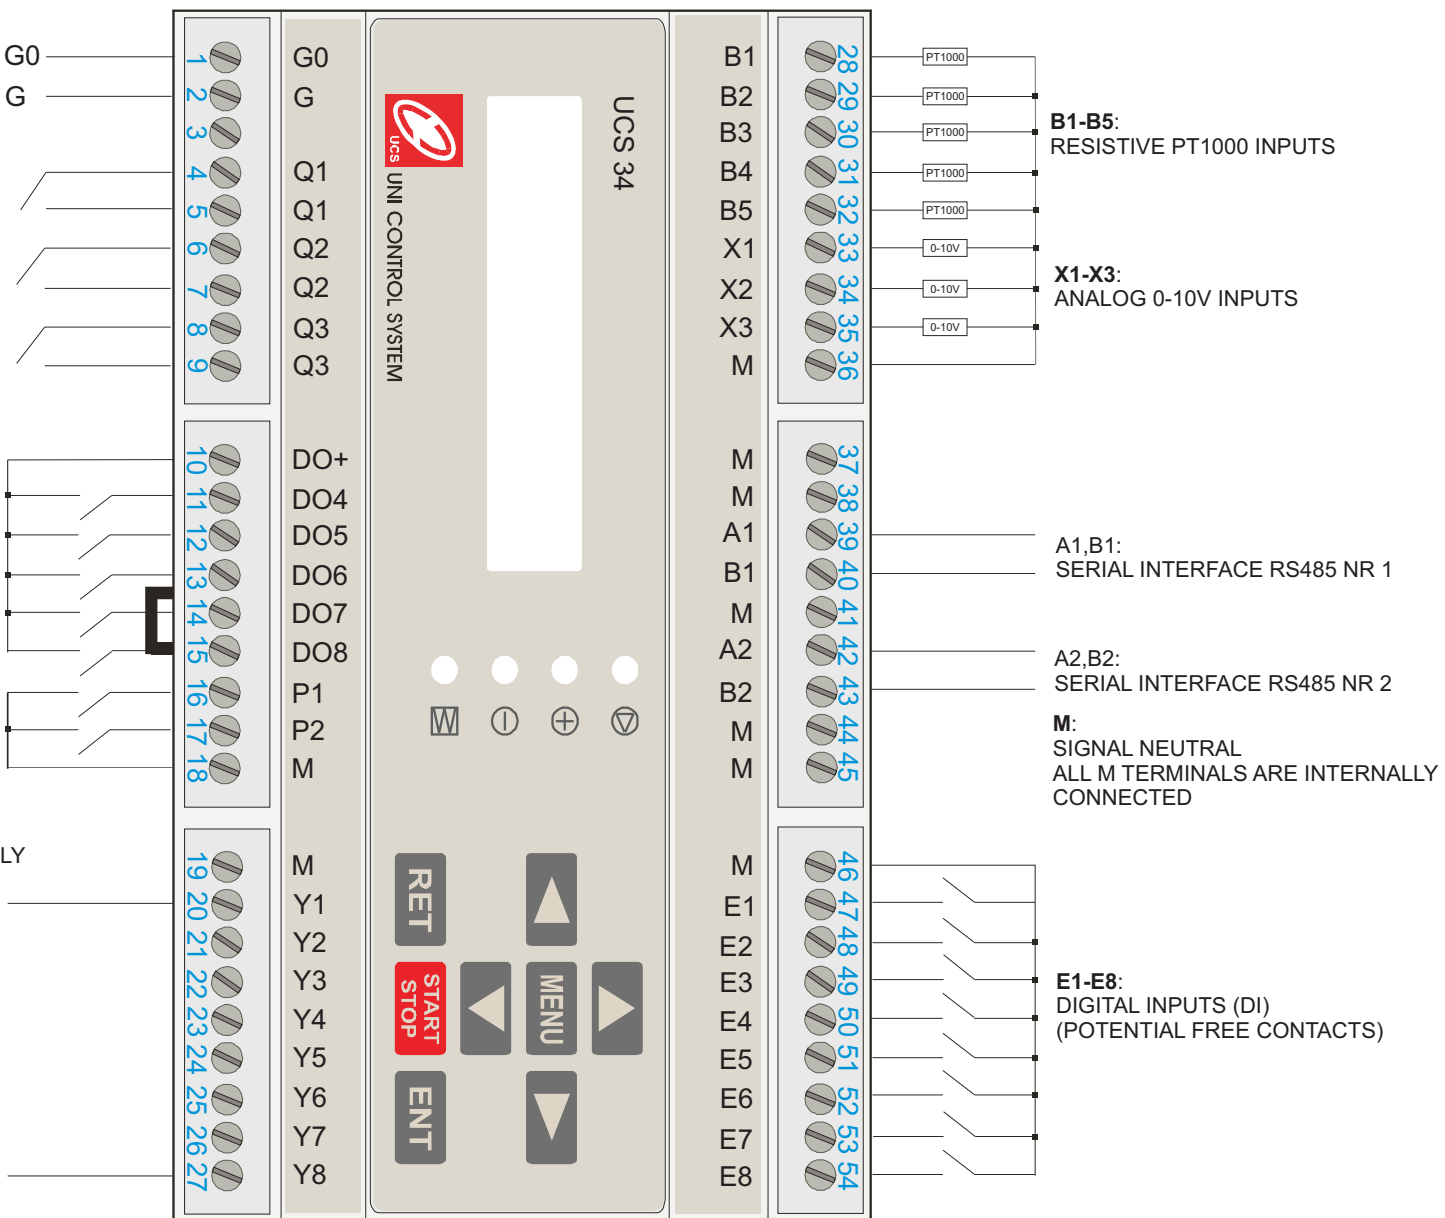 G0
G
LY
1 G0
2 G
3
4 Q1
5 Q1
6 Q2
7 Q2
8 Q3
9 Q3
10 DO+
11 DO4
12 DO5
13 DO6
14 DO7
15 DO8
16 P1
17 P2
18 M
19 M
20 Y1
21 Y2
22 Y3
23 Y4
24 Y5
25 Y6
26 Y7
27 Y8
UCS
UNI CONTROL SYSTEM
UCS 34
RET
START
STOP
MENU
ENT
B1 28 PT1000
B2 29 PT1000
B3 30 PT1000
B4 31 PT1000
B5 32 PT1000
X1 33 0-10V
X2 34 0-10V
X3 35 0-10V
M 36
M 37
M 38
A1 39
B1 40
M 41
A2 42
B2 43
M 44
M 45
M 46
E1 47
E2 48
E3 49
E4 50
E5 51
E6 52
E7 53
E8 54
B1-B5:
RESISTIVE PT1000 INPUTS
X1-X3:
ANALOG 0-10V INPUTS
A1,B1:
SERIAL INTERFACE RS485 NR 1
A2,B2:
SERIAL INTERFACE RS485 NR 2
M:
SIGNAL NEUTRAL
ALL M TERMINALS ARE INTERNALLY
CONNECTED
E1-E8:
DIGITAL INPUTS (DI)
(POTENTIAL FREE CONTACTS)